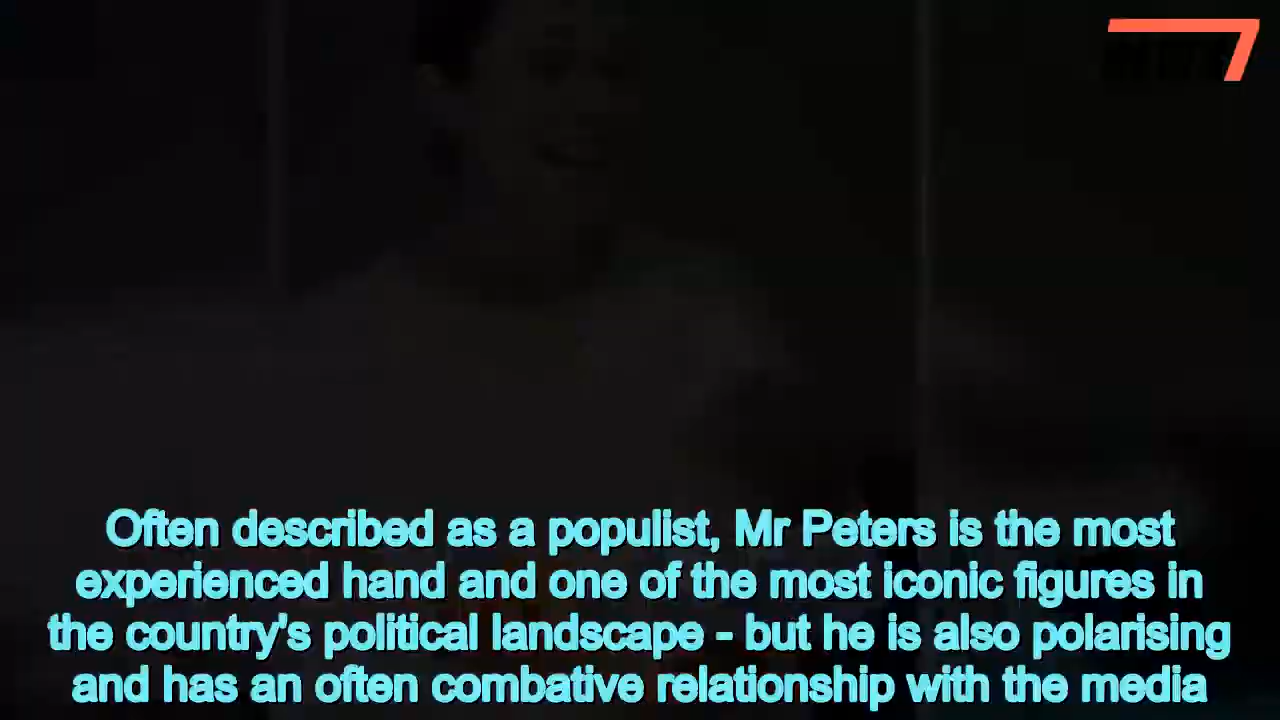 Often described as a populist, Mr Peters is the most
experienced hand and one of the most iconic figures in
the country's political landscape - but he is also polarising
and has an often combative relationship with the media